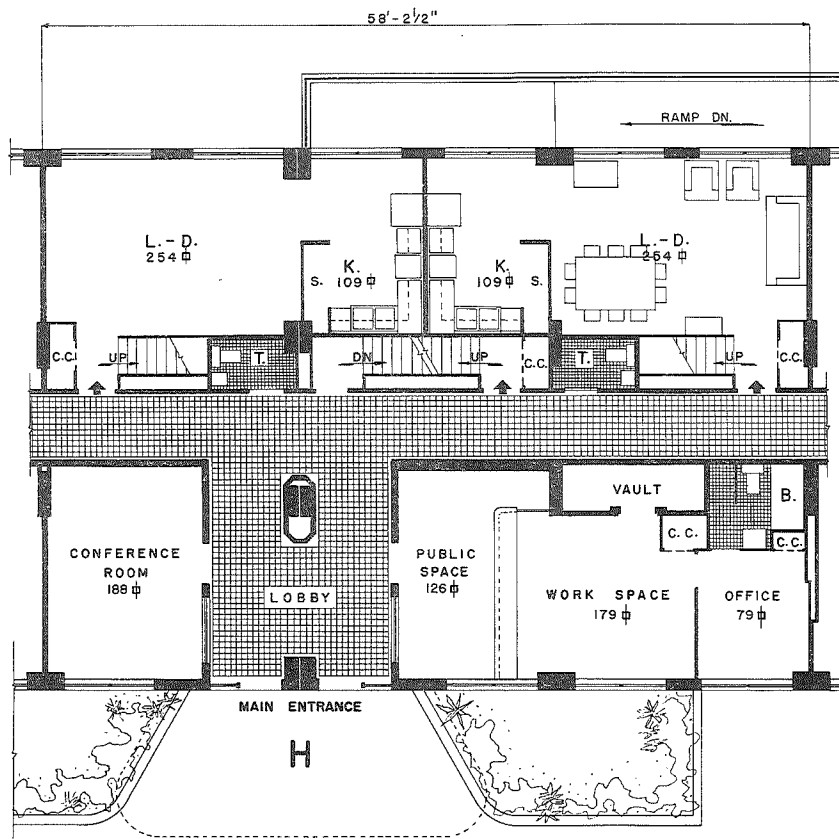 58'-2½"
RAMP DN.
L.-D.
254
K.
109
S.
K.
109
S.
L.-D.
254
C.C.
UP
T.
DN
UP
C.C.
T.
UP
C.C.
CONFERENCE
ROOM
188
LOBBY
PUBLIC
SPACE
126
VAULT
C.C.
B.
C.C.
WORK SPACE
179
OFFICE
79
MAIN ENTRANCE
H